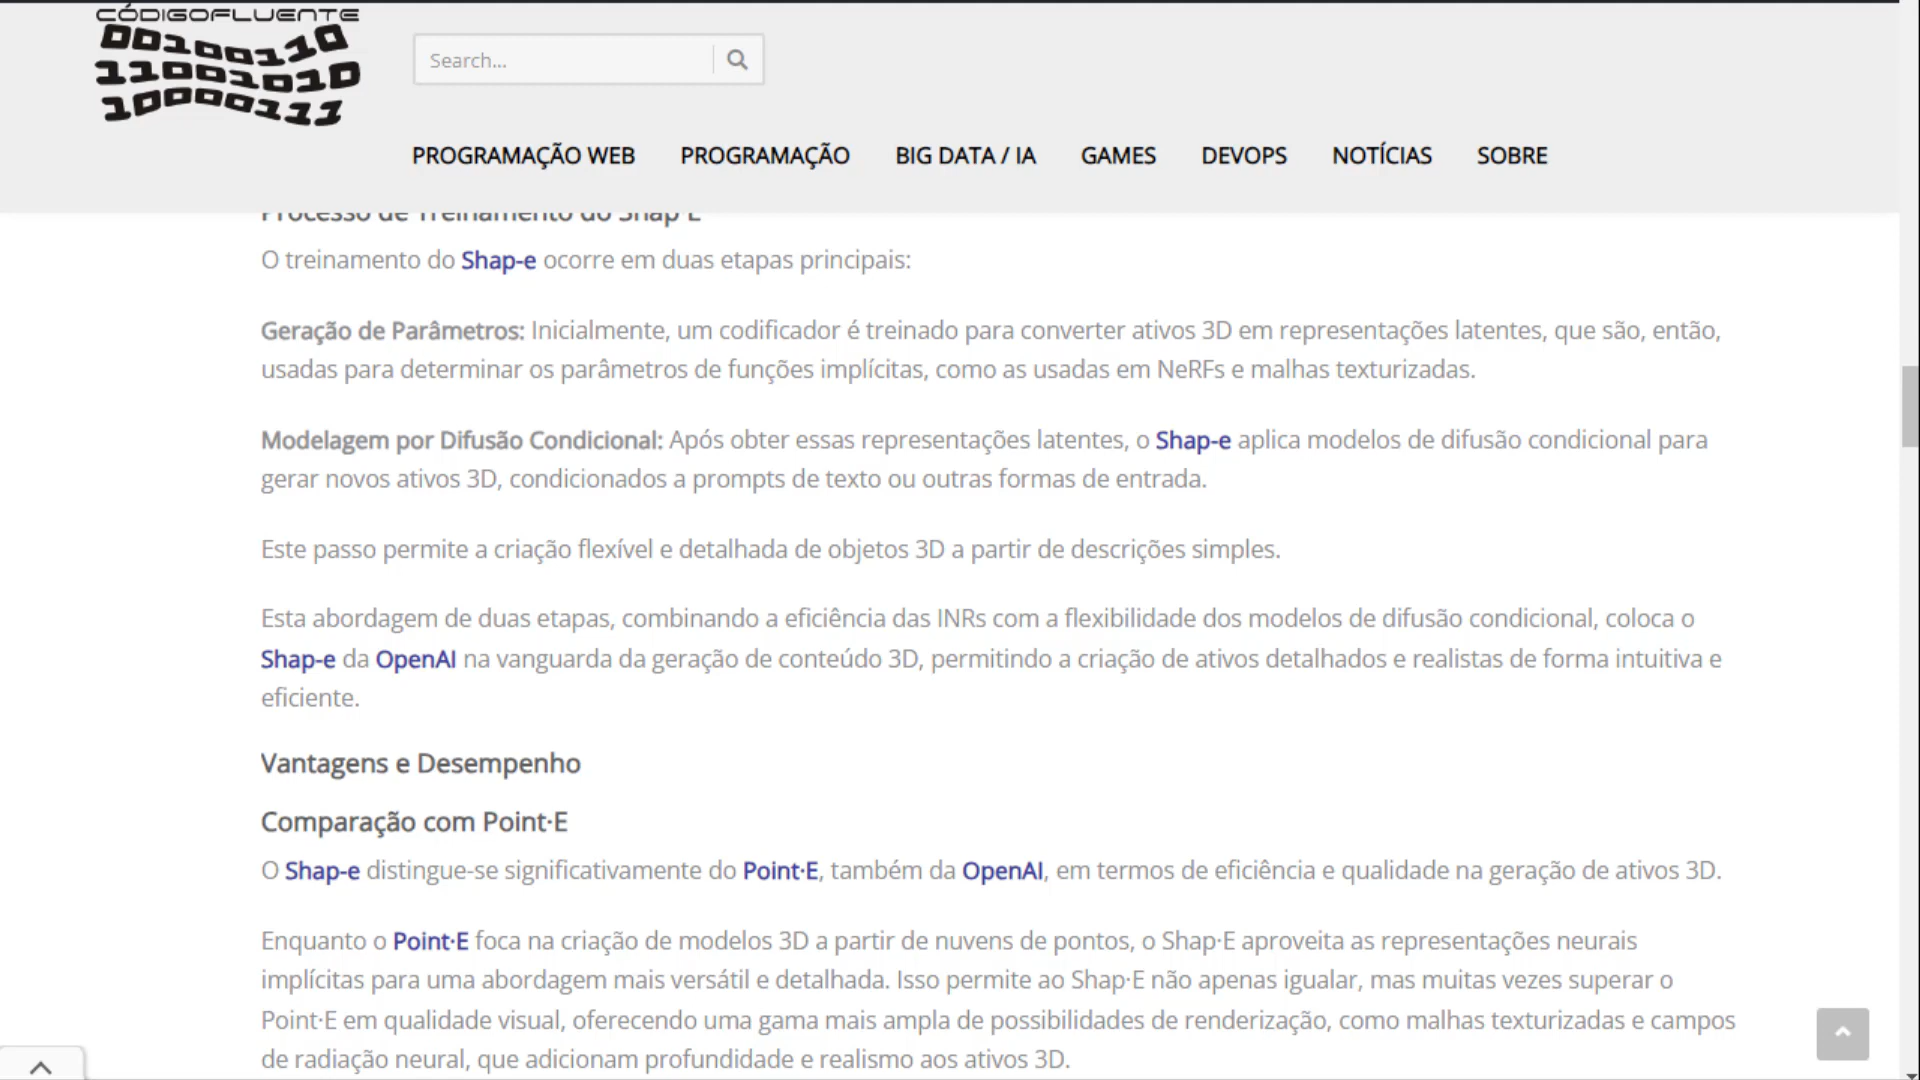 CÓDIGOFLUENTE
00100110
11001010
10000111
Search...
PROGRAMAÇÃO WEB PROGRAMAÇÃO BIG DATA / IA GAMES DEVOPS NOTÍCIAS SOBRE
Processo de Treinamento do Shap·E
O treinamento do Shap-e ocorre em duas etapas principais:
Geração de Parâmetros: Inicialmente, um codificador é treinado para converter ativos 3D em representações latentes, que são, então,
usadas para determinar os parâmetros de funções implícitas, como as usadas em NeRFs e malhas texturizadas.
Modelagem por Difusão Condicional: Após obter essas representações latentes, o Shap-e aplica modelos de difusão condicional para
gerar novos ativos 3D, condicionados a prompts de texto ou outras formas de entrada.
Este passo permite a criação flexível e detalhada de objetos 3D a partir de descrições simples.
Esta abordagem de duas etapas, combinando a eficiência das INRs com a flexibilidade dos modelos de difusão condicional, coloca o
Shap-e da OpenAI na vanguarda da geração de conteúdo 3D, permitindo a criação de ativos detalhados e realistas de forma intuitiva e
eficiente.
Vantagens e Desempenho
Comparação com Point·E
O Shap-e distingue-se significativamente do Point·E, também da OpenAI, em termos de eficiência e qualidade na geração de ativos 3D.
Enquanto o Point·E foca na criação de modelos 3D a partir de nuvens de pontos, o Shap·E aproveita as representações neurais
implícitas para uma abordagem mais versátil e detalhada. Isso permite ao Shap·E não apenas igualar, mas muitas vezes superar o
Point·E em qualidade visual, oferecendo uma gama mais ampla de possibilidades de renderização, como malhas texturizadas e campos
de radiação neural, que adicionam profundidade e realismo aos ativos 3D.